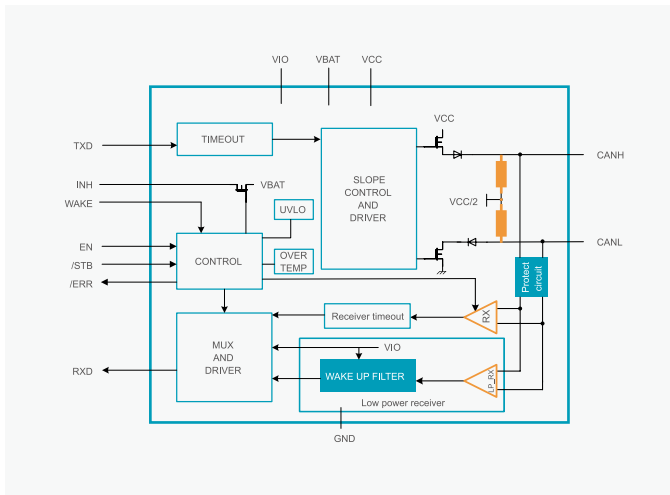 VIO VBAT VCC
TXD
TIMEOUT
VCC
CANH
SLOPE
CONTROL
AND
DRIVER
INH
VBAT
WAKE
UVLO
VCC/2
EN
/STB
/ERR
CONTROL
OVER
TEMP
CANL
Protect
circuit
Receiver timeout
RX
MUX
AND
DRIVER
VIO
RXD
WAKE UP FILTER
LP_RX
Low power receiver
GND